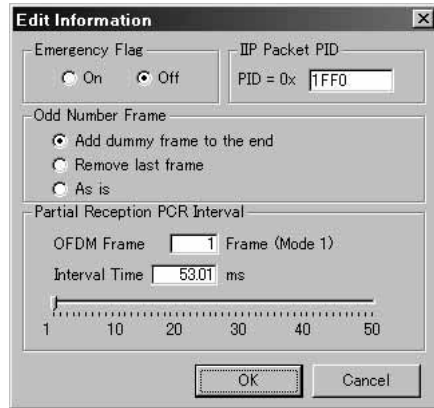 Edit Information
Emergency Flag
On Off
IIP Packet PID
PID = 0x 1FF0
Odd Number Frame
Add dummy frame to the end
Remove last frame
As is
Partial Reception PCR Interval
OFDM Frame 1 Frame (Mode 1)
Interval Time 53.01 ms
1 10 20 30 40 50
OK Cancel